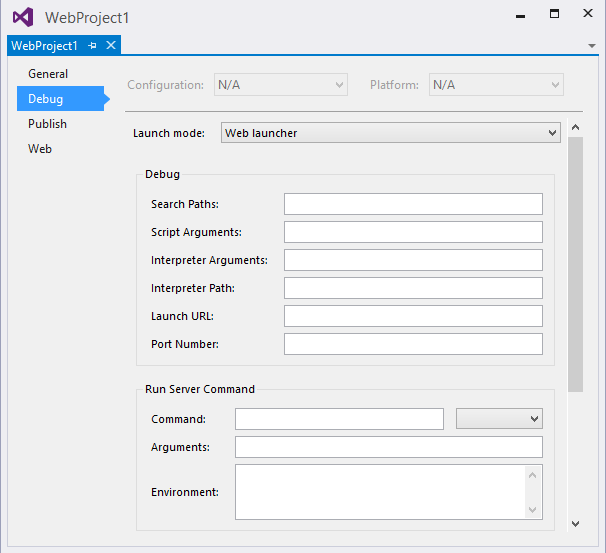 WebProject1
WebProject1
General
Debug
Publish
Web
Configuration: N/A Platform: N/A
Launch mode: Web launcher
Debug
Search Paths:
Script Arguments:
Interpreter Arguments:
Interpreter Path:
Launch URL:
Port Number:
Run Server Command
Command:
Arguments:
Environment: